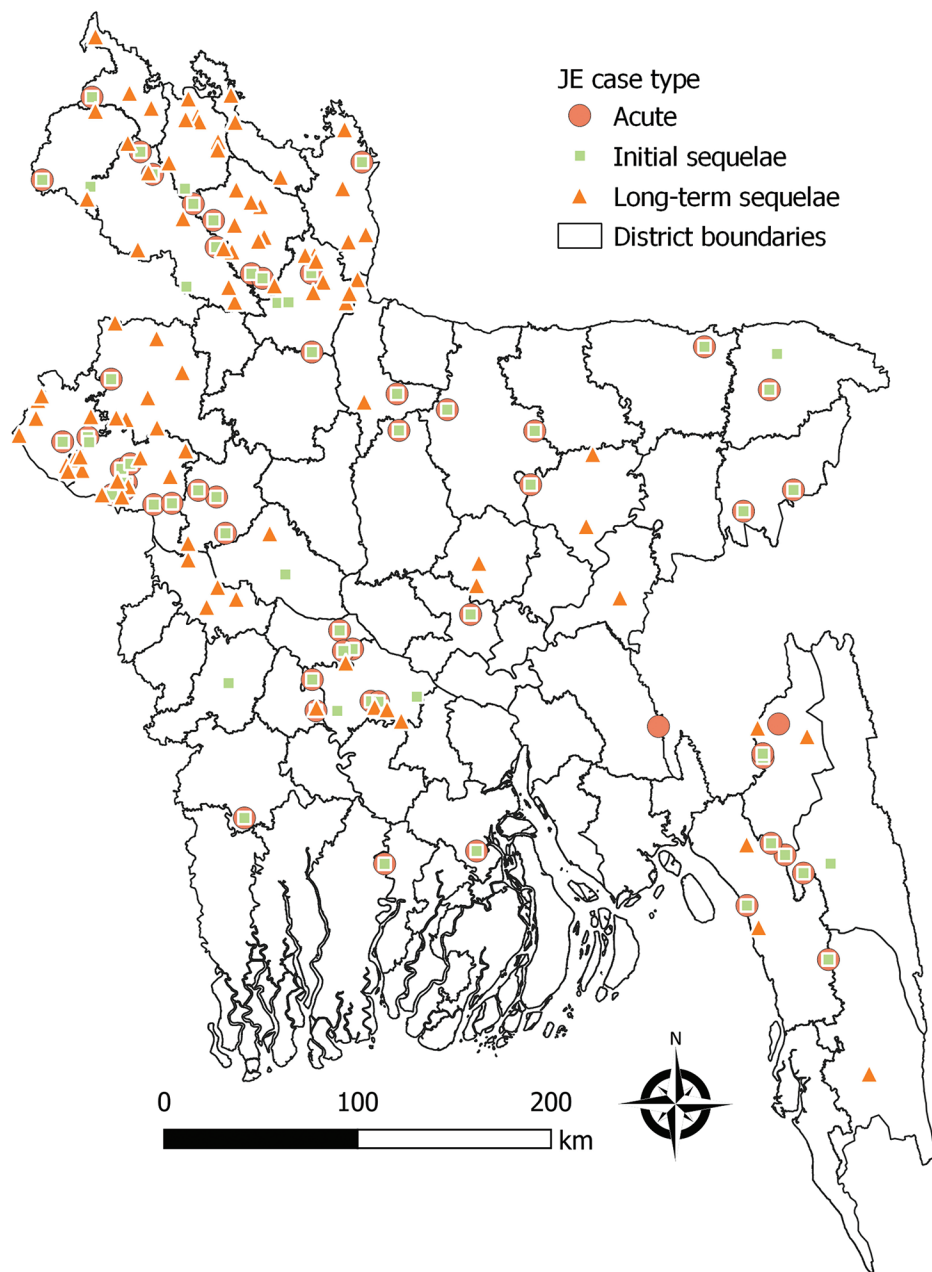 JE case type
Acute
Initial sequelae
Long-term sequelae
District boundaries
N
0 100 200
km